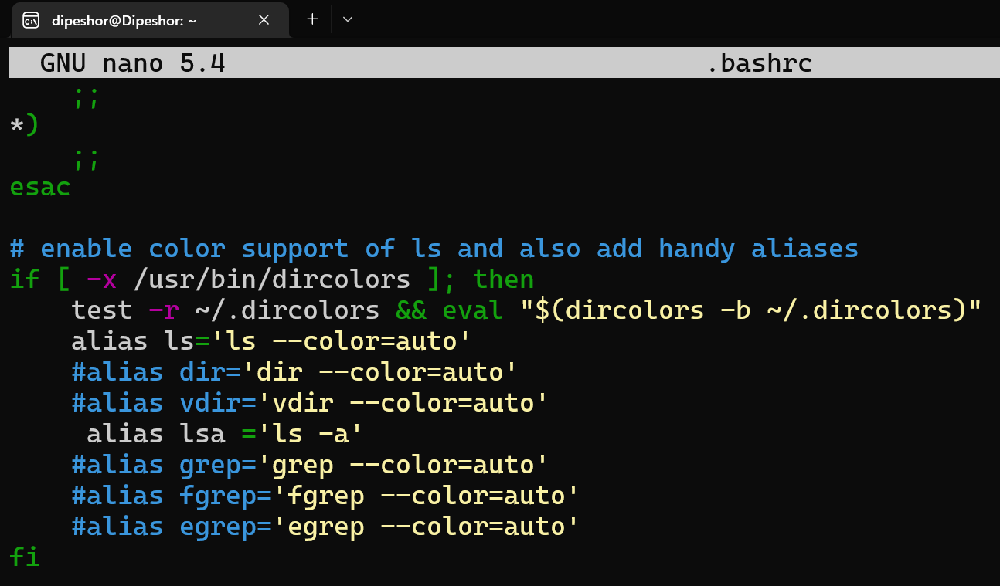 dipeshor@Dipeshor: ~
GNU nano 5.4 .bashrc
    ;;
*)
    ;;
esac

# enable color support of ls and also add handy aliases
if [ -x /usr/bin/dircolors ]; then
    test -r ~/.dircolors && eval "$(dircolors -b ~/.dircolors)"
    alias ls='ls --color=auto'
    #alias dir='dir --color=auto'
    #alias vdir='vdir --color=auto'
     alias lsa ='ls -a'
    #alias grep='grep --color=auto'
    #alias fgrep='fgrep --color=auto'
    #alias egrep='egrep --color=auto'
fi